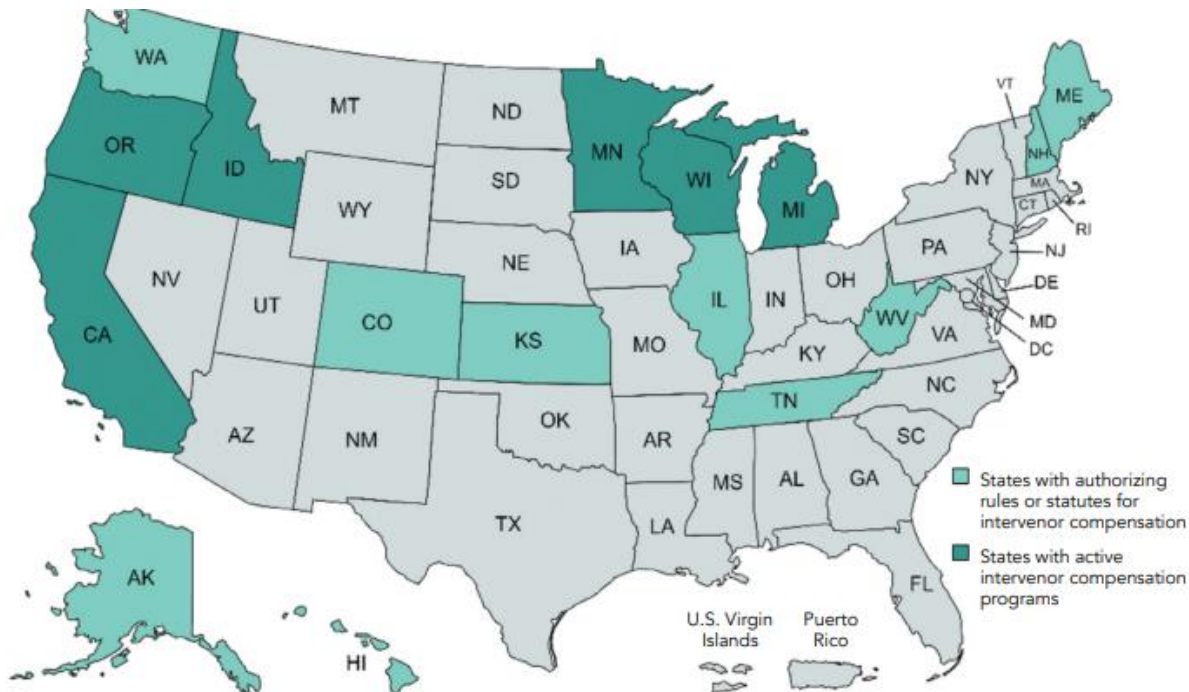 WA
MT
ND
VT
ME
OR
ID
MN
NH
SD
WI
NY
MA
WY
MI
CT
RI
IA
PA
NJ
NE
NV
OH
DE
UT
IL
IN
CO
WV
MD
CA
KS
MO
VA
DC
KY
NC
TN
OK
AZ
NM
AR
SC
MS
AL
GA
LA
TX
States with authorizing
rules or statutes for
intervenor compensation
States with active
intervenor compensation
programs
AK
FL
U.S. Virgin
Islands
Puerto
Rico
HI